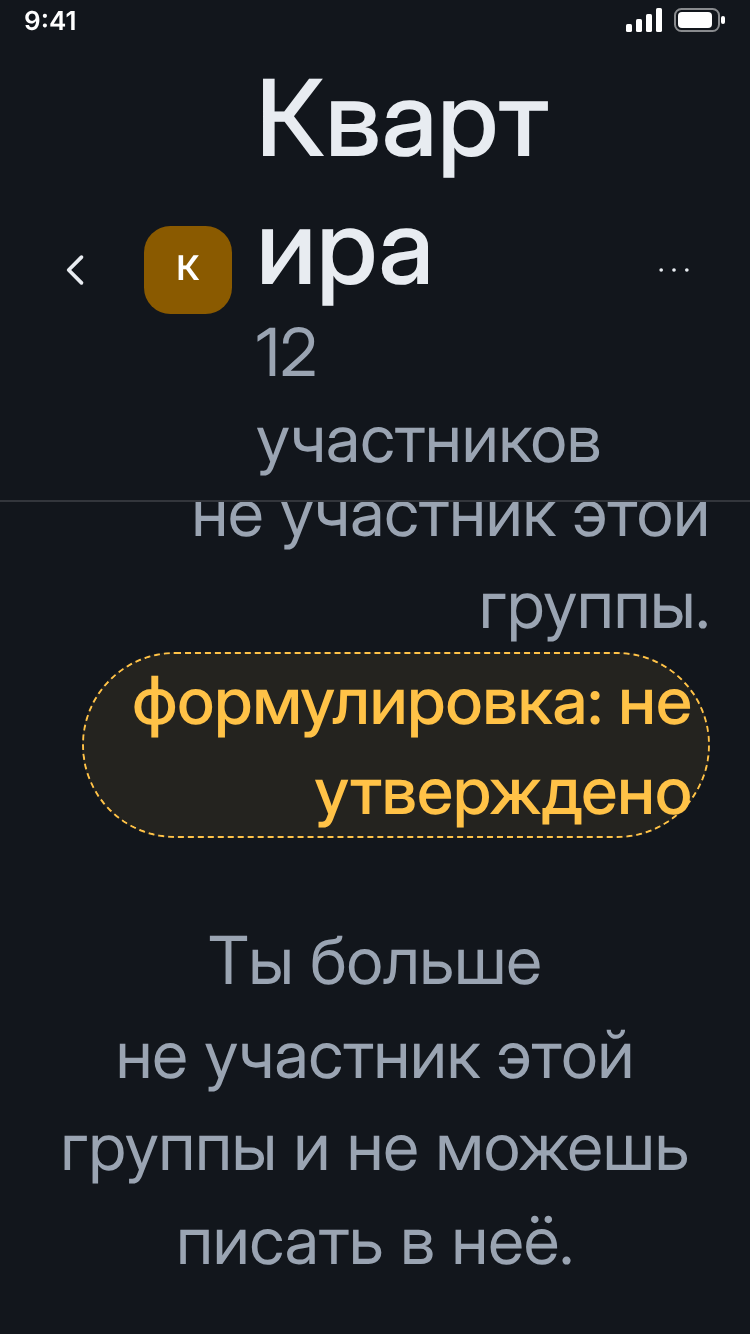 9:41
Кварт
К
ира
12
участников
не участник этой
группы.
формулировка: не
утверждено
Ты больше
не участник этой
группы и не можешь
писать в неё.